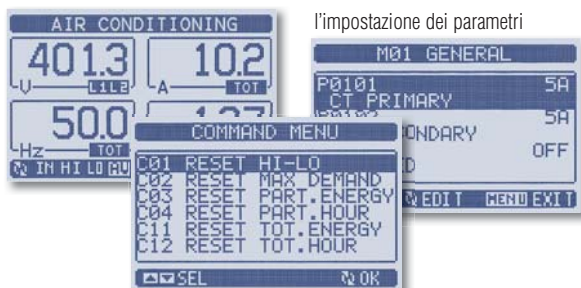 AIR CONDITIONING
401.3
10.2
V L1L2
A TOT
50.0
Hz TOT
IN HI LO
l'impostazione dei parametri
M01 GENERAL
P0101 5A
CT PRIMARY
5A
OFF
EDIT MENU EXIT
COMMAND MENU
C01 RESET HI-LO
C02 RESET MAX DEMAND
C03 RESET PART.ENERGY
C04 RESET PART.HOUR
C11 RESET TOT.ENERGY
C12 RESET TOT.HOUR
SEL OK